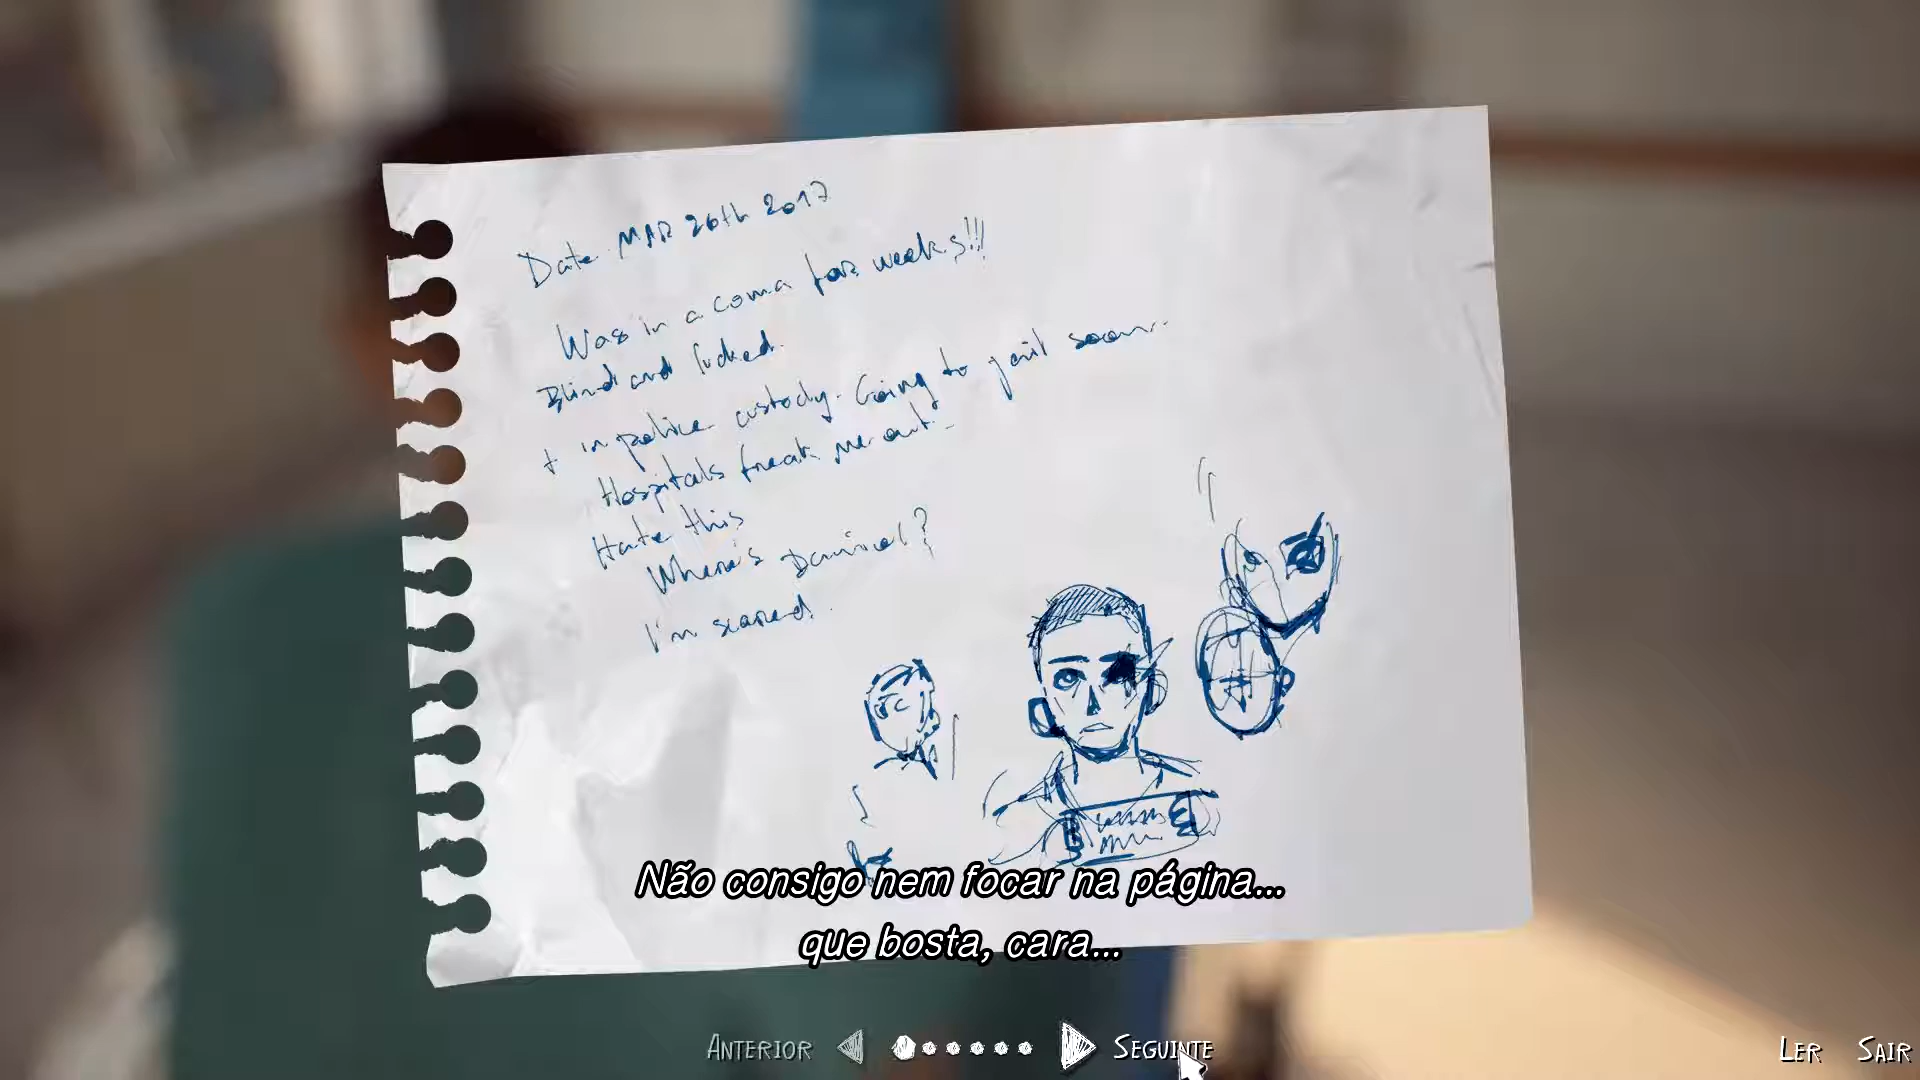 Date MAR 26th 2017
Was in a coma for weeks!!!
Blind and fucked.
+ in police custody. Going to jail soon.
Hospitals freak me out.
Hate this
Where's Daniel?
I'm scared.
Não consigo nem focar na página...
que bosta, cara...
ANTERIOR SEGUINTE
LER SAIR